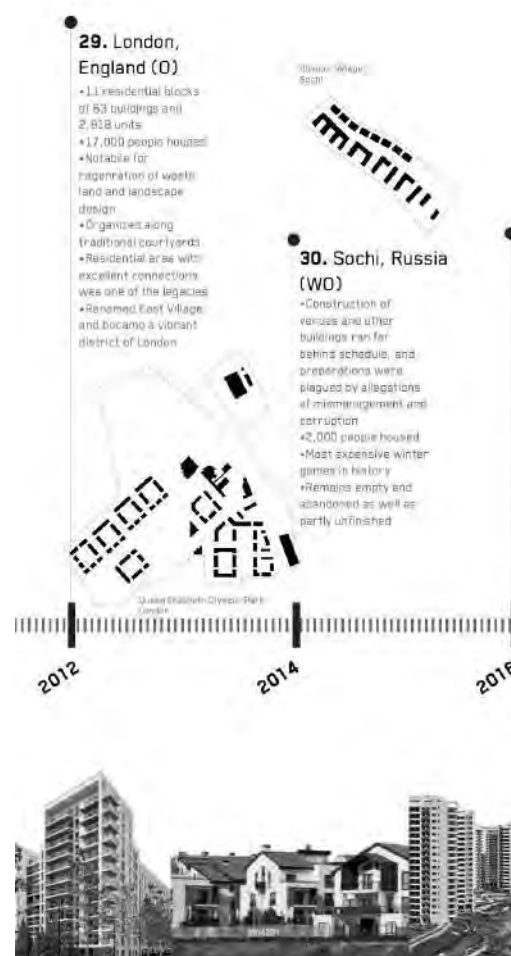 29. London,
England (O)
•11 residential blocks
of 63 buildings and
2,818 units
•17,000 people housed
•Notabile for
regenration of waste
land and landscape
design
•Organized along
traditional courtyards
•Residential area with
excellent connections
was one of the legacies
•Renamed East Village
and became a vibrant
district of London
Olympic Village
Sochi
30. Sochi, Russia
(WO)
•Construction of
venues and other
buildings ran far
behind schedule, and
preparations were
plagued by allegations
of mismanagement and
corruption
•2,000 people housed
•Most expensive winter
games in history
•Remains empty and
abandoned as well as
partly unfinished
Queen Elizabeth Olympic Park
London
2012
2014
2016